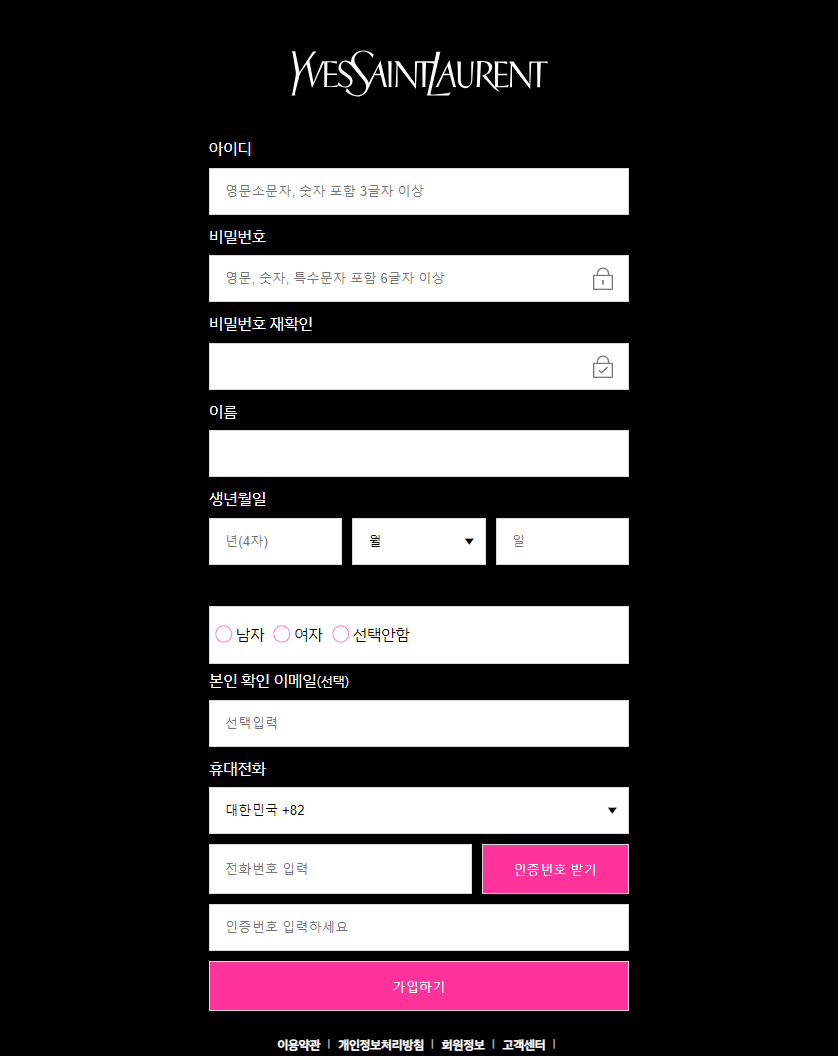 YVESSAINTLAURENT
아이디
영문소문자, 숫자 포함 3글자 이상
비밀번호
영문, 숫자, 특수문자 포함 6글자 이상
비밀번호 재확인
이름
생년월일
년(4자) 월 일
남자 여자 선택안함
본인 확인 이메일(선택)
선택입력
휴대전화
대한민국 +82
전화번호 입력 인증번호 받기
인증번호 입력하세요
가입하기
이용약관 | 개인정보처리방침 | 회원정보 | 고객센터 |